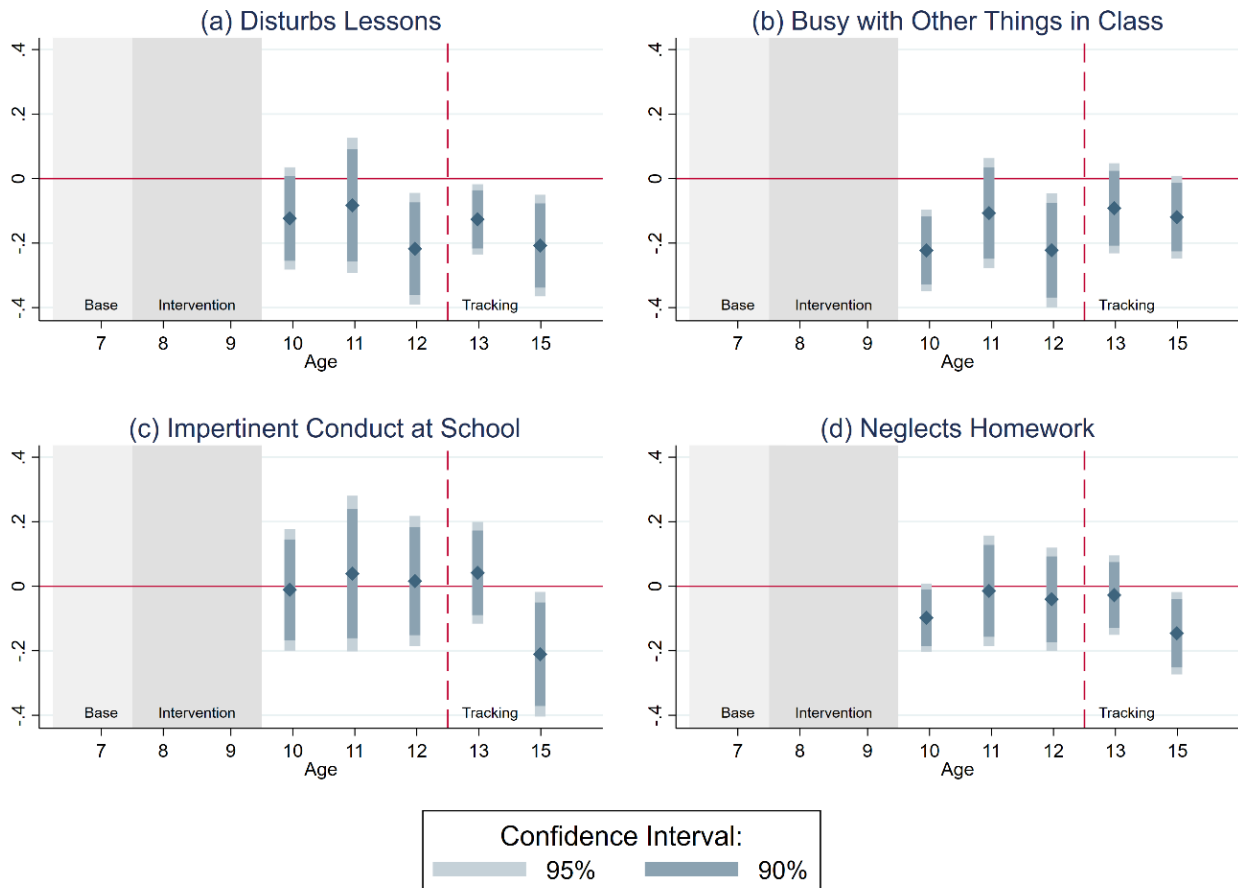 (a) Disturbs Lessons
.4
.2
0
-.2
-.4
Base Intervention Tracking
7 8 9 10 11 12 13 15
Age
(b) Busy with Other Things in Class
.4
.2
0
-.2
-.4
Base Intervention Tracking
7 8 9 10 11 12 13 15
Age
(c) Impertinent Conduct at School
.4
.2
0
-.2
-.4
Base Intervention Tracking
7 8 9 10 11 12 13 15
Age
(d) Neglects Homework
.4
.2
0
-.2
-.4
Base Intervention Tracking
7 8 9 10 11 12 13 15
Age
Confidence Interval:
95% 90%